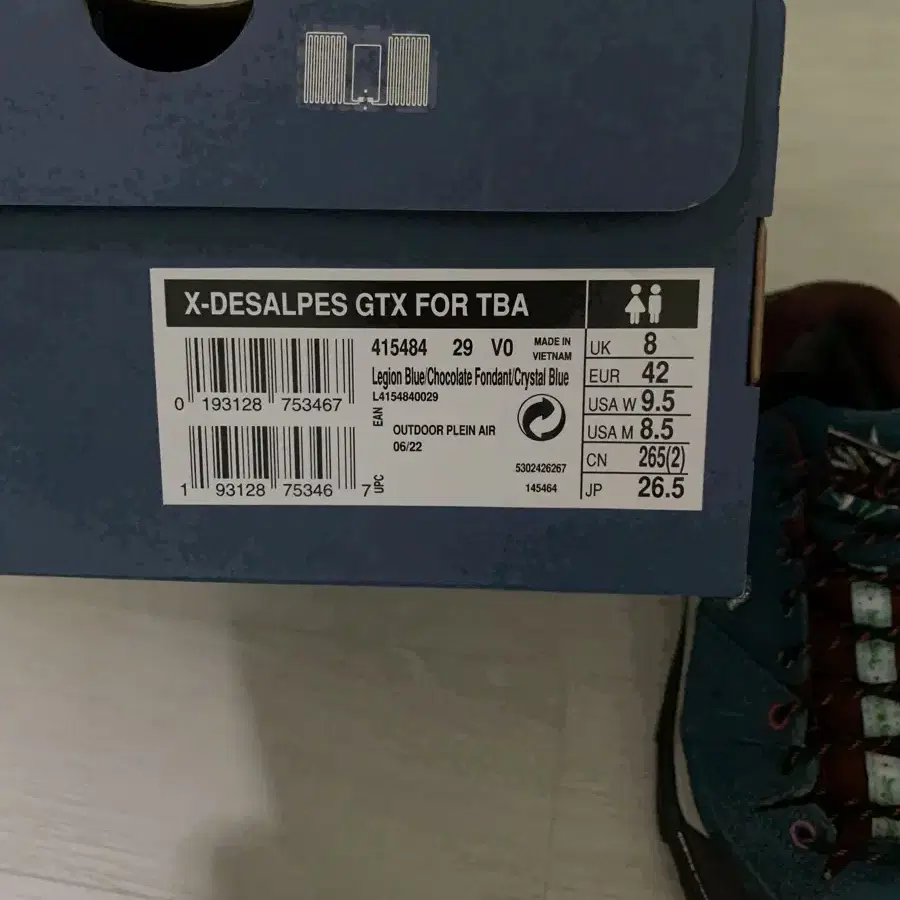 X-DESALPES GTX FOR TBA
415484 29 V0 MADE IN VIETNAM
Legion Blue/Chocolate Fondant/Crystal Blue
L4154840029
0 193128 753467
EAN
OUTDOOR PLEIN AIR
06/22
5302426267
145464
1 93128 75346 7
UPC
UK 8
EUR 42
USA W 9.5
USA M 8.5
CN 265(2)
JP 26.5